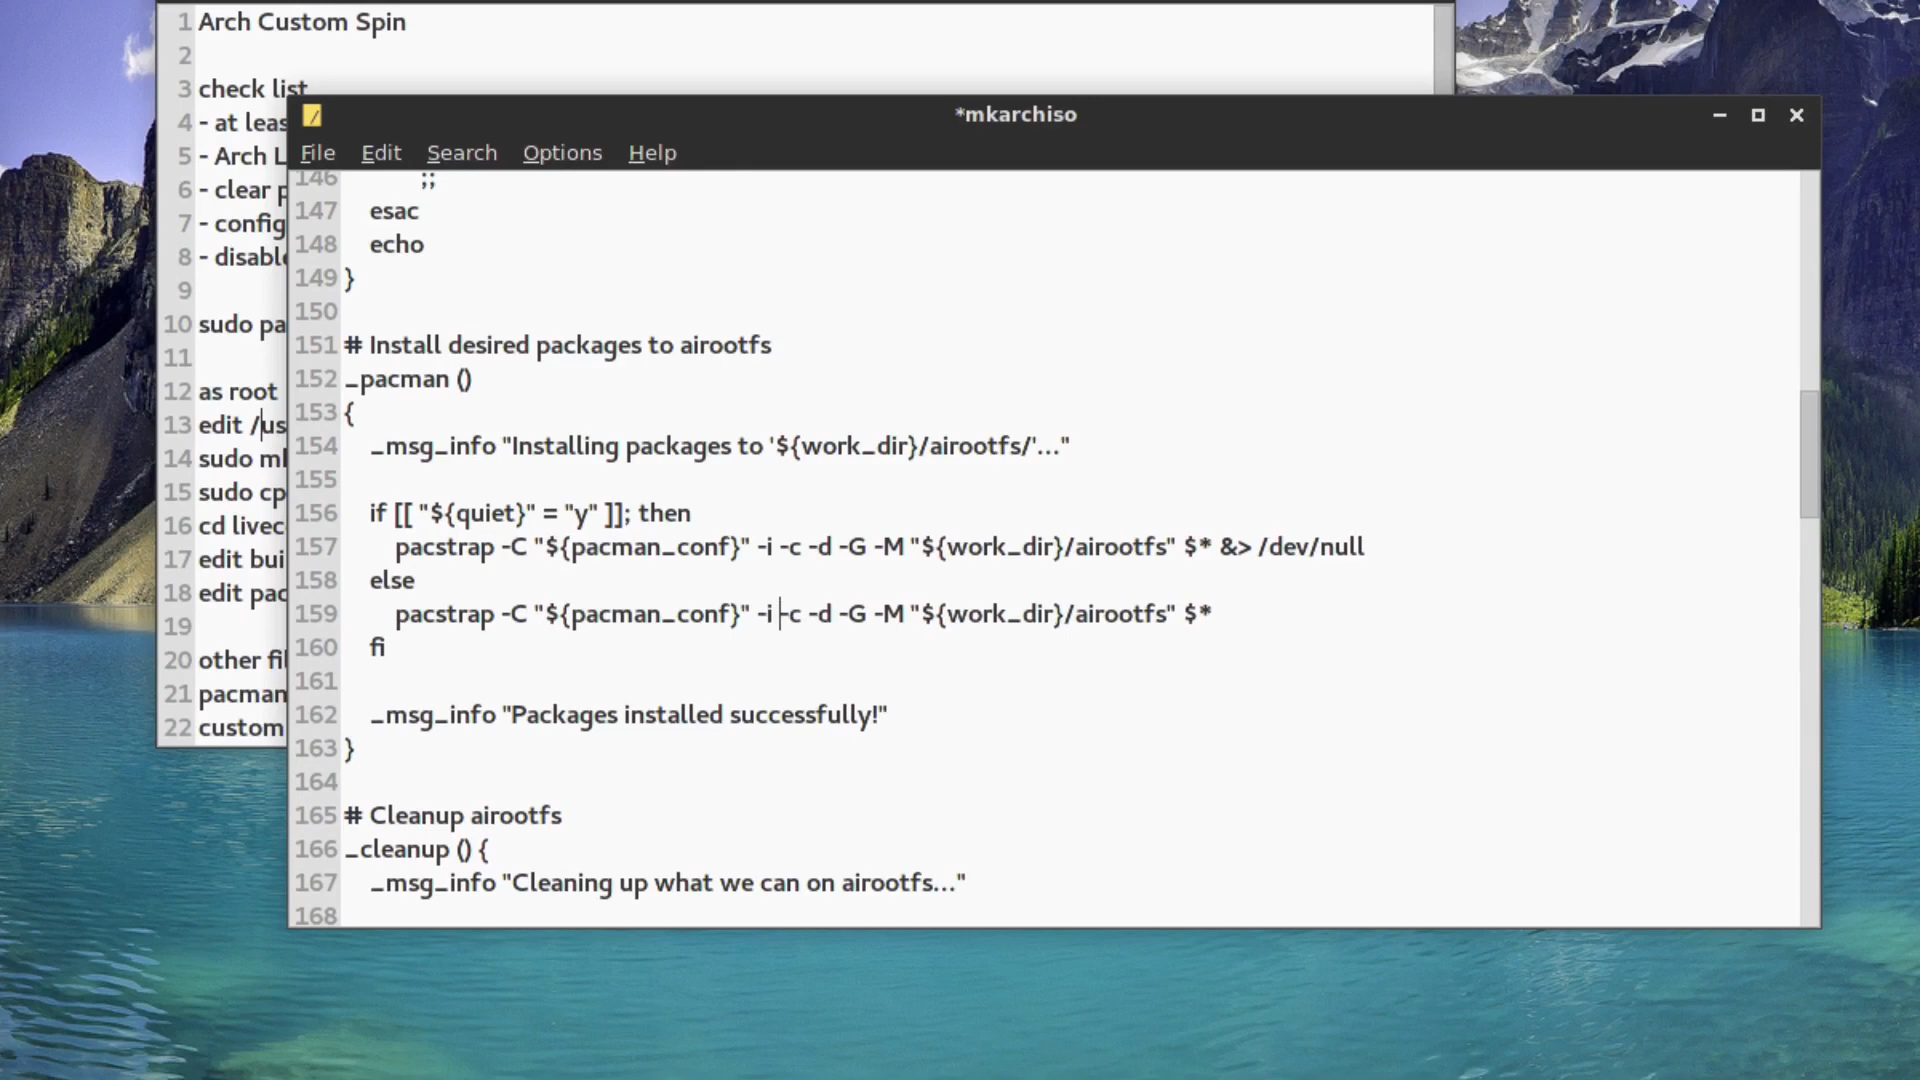 1 Arch Custom Spin
2
3 check list
4 - at leas
5 - Arch L
6 - clear p
7 - config
8 - disable
9
10 sudo pa
11
12 as root
13 edit /us
14 sudo ml
15 sudo cp
16 cd livec
17 edit bui
18 edit pac
19
20 other fil
21 pacman
22 custom
*mkarchiso
File Edit Search Options Help
146 ;;
147 esac
148 echo
149 }
150
151 # Install desired packages to airootfs
152 _pacman ()
153 {
154 _msg_info "Installing packages to '${work_dir}/airootfs/'..."
155
156 if [[ "${quiet}" = "y" ]]; then
157 pacstrap -C "${pacman_conf}" -i -c -d -G -M "${work_dir}/airootfs" $* &> /dev/null
158 else
159 pacstrap -C "${pacman_conf}" -i -c -d -G -M "${work_dir}/airootfs" $*
160 fi
161
162 _msg_info "Packages installed successfully!"
163 }
164
165 # Cleanup airootfs
166 _cleanup () {
167 _msg_info "Cleaning up what we can on airootfs..."
168